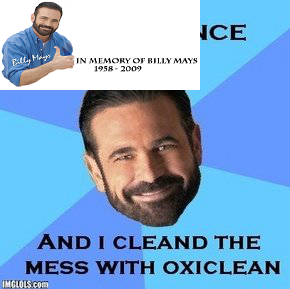 NCE
Billy Mays
IN MEMORY OF BILLY MAYS
1958 - 2009
AND I CLEAND THE
MESS WITH OXICLEAN
IMGLOLS.com